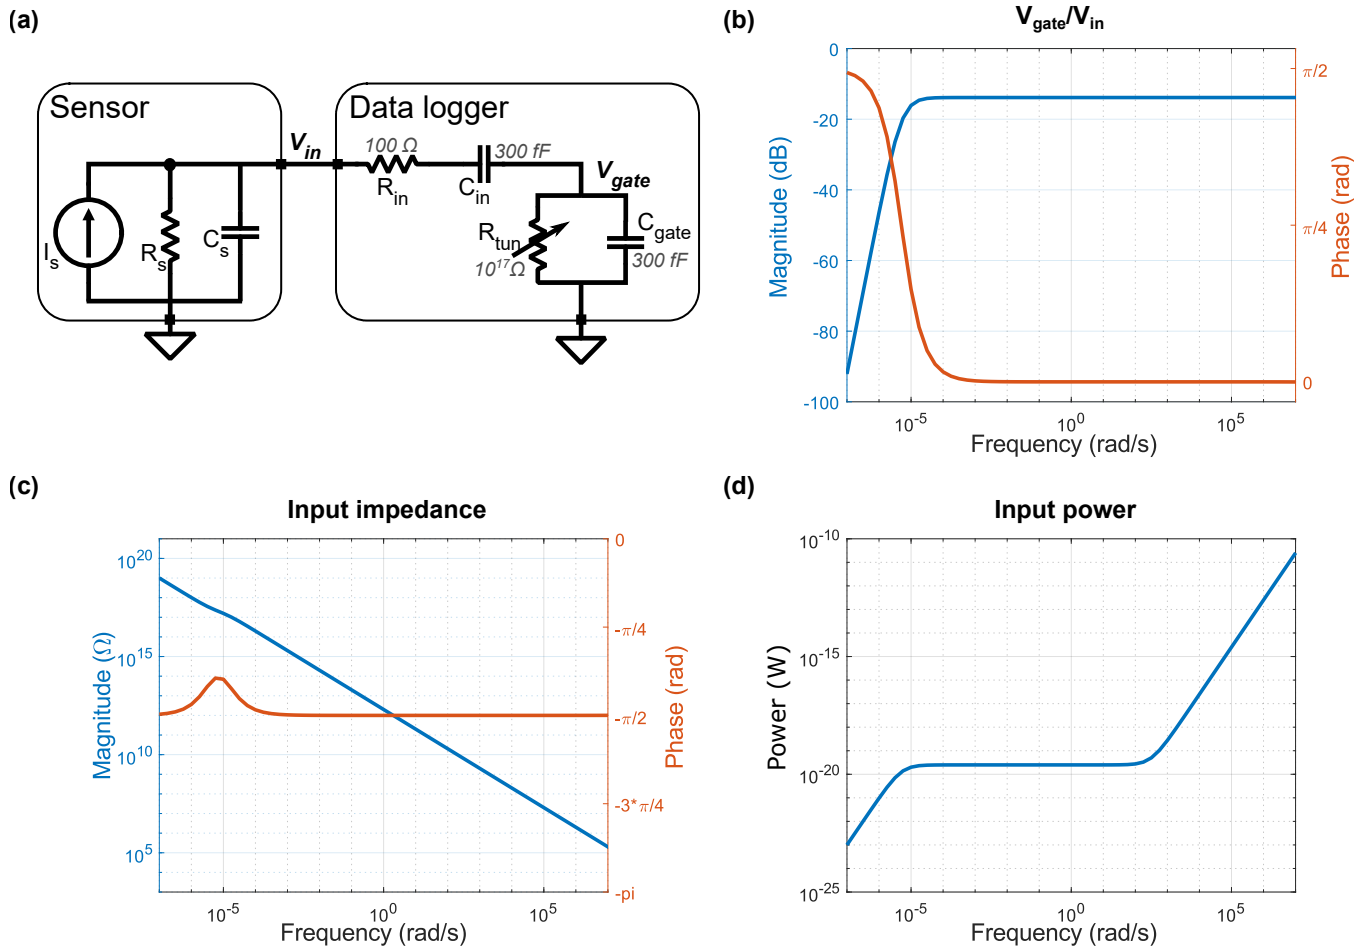 (a)
Sensor
Data logger
V_in
100 Ω
R_in
300 fF
C_in
V_gate
I_s
R_s
C_s
R_tun
10^17Ω
C_gate
300 fF
(b)
V_gate/V_in
Magnitude (dB)
0
-20
-40
-60
-80
-100
π/2
π/4
0
Phase (rad)
10^-5
10^0
10^5
Frequency (rad/s)
(c)
Input impedance
Magnitude (Ω)
10^20
10^15
10^10
10^5
0
-π/4
-π/2
-3*π/4
-pi
Phase (rad)
10^-5
10^0
10^5
Frequency (rad/s)
(d)
Input power
Power (W)
10^-10
10^-15
10^-20
10^-25
10^-5
10^0
10^5
Frequency (rad/s)